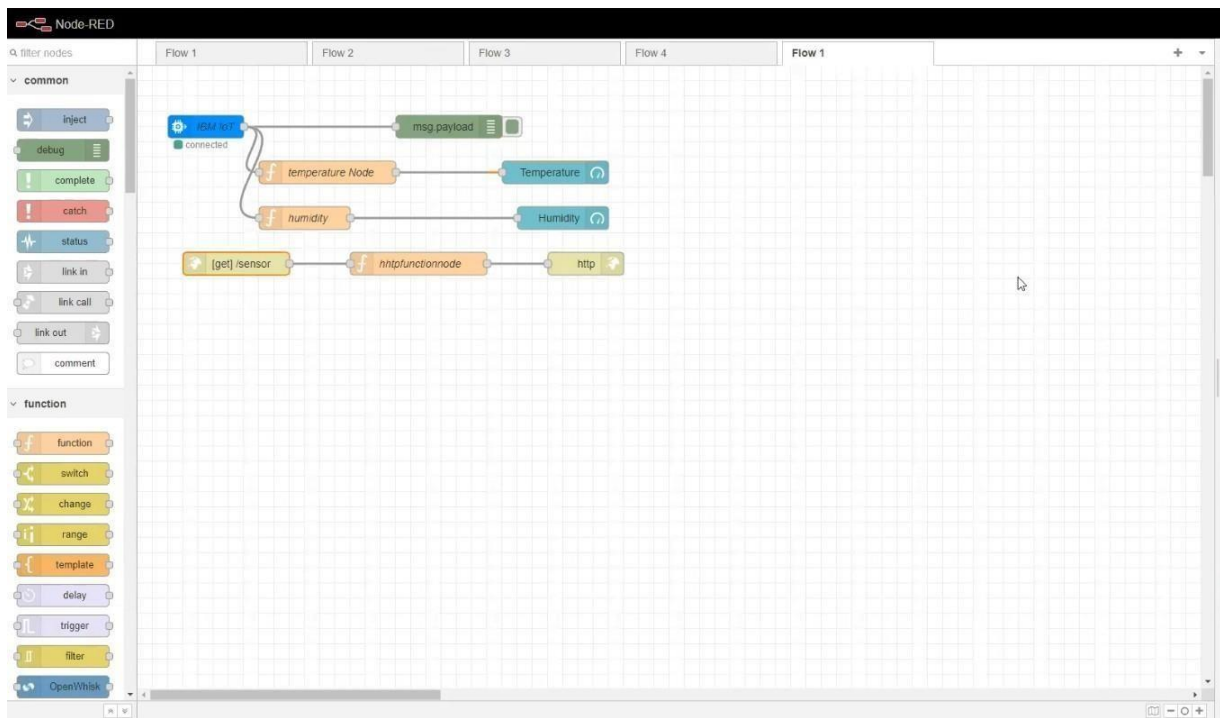 Node-RED
filter nodes
Flow 1
Flow 2
Flow 3
Flow 4
Flow 1
common
inject
debug
complete
catch
status
link in
link call
link out
comment
function
function
switch
change
range
template
delay
trigger
filter
OpenWhisk
IBM IoT
connected
msg.payload
temperature Node
Temperature
humidity
Humidity
[get] /sensor
hhtpfunctionnode
http